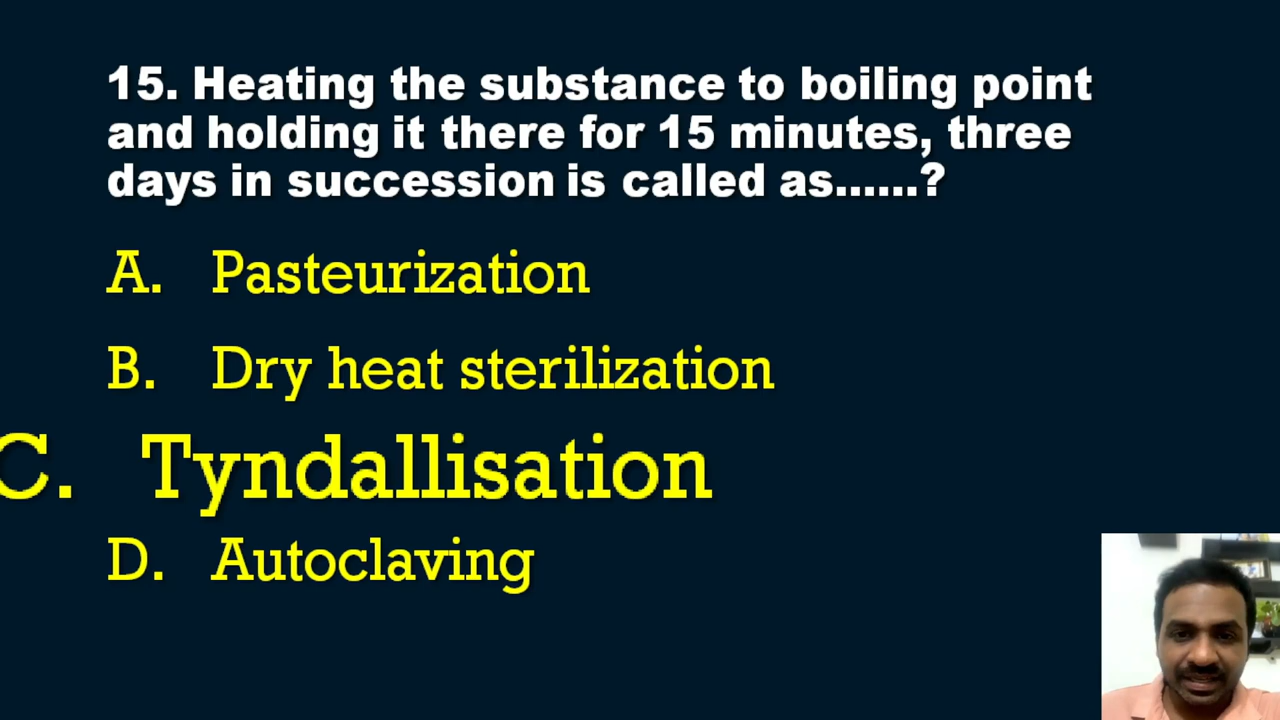 15. Heating the substance to boiling point
and holding it there for 15 minutes, three
days in succession is called as......?
A. Pasteurization
B. Dry heat sterilization
C. Tyndallisation
D. Autoclaving